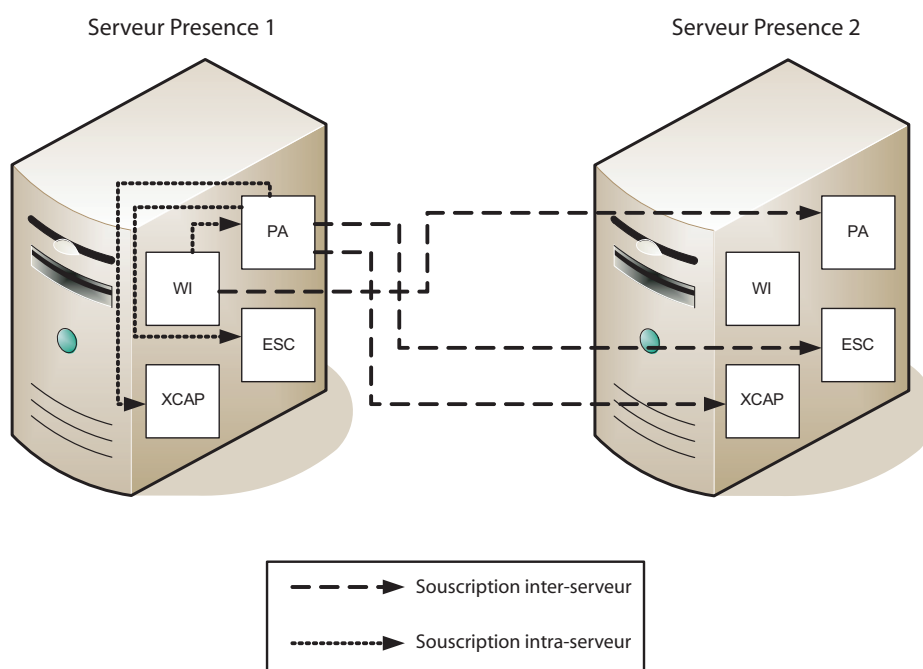 Serveur Presence 1
Serveur Presence 2
PA
WI
ESC
XCAP
PA
WI
ESC
XCAP
Souscription inter-serveur
Souscription intra-serveur